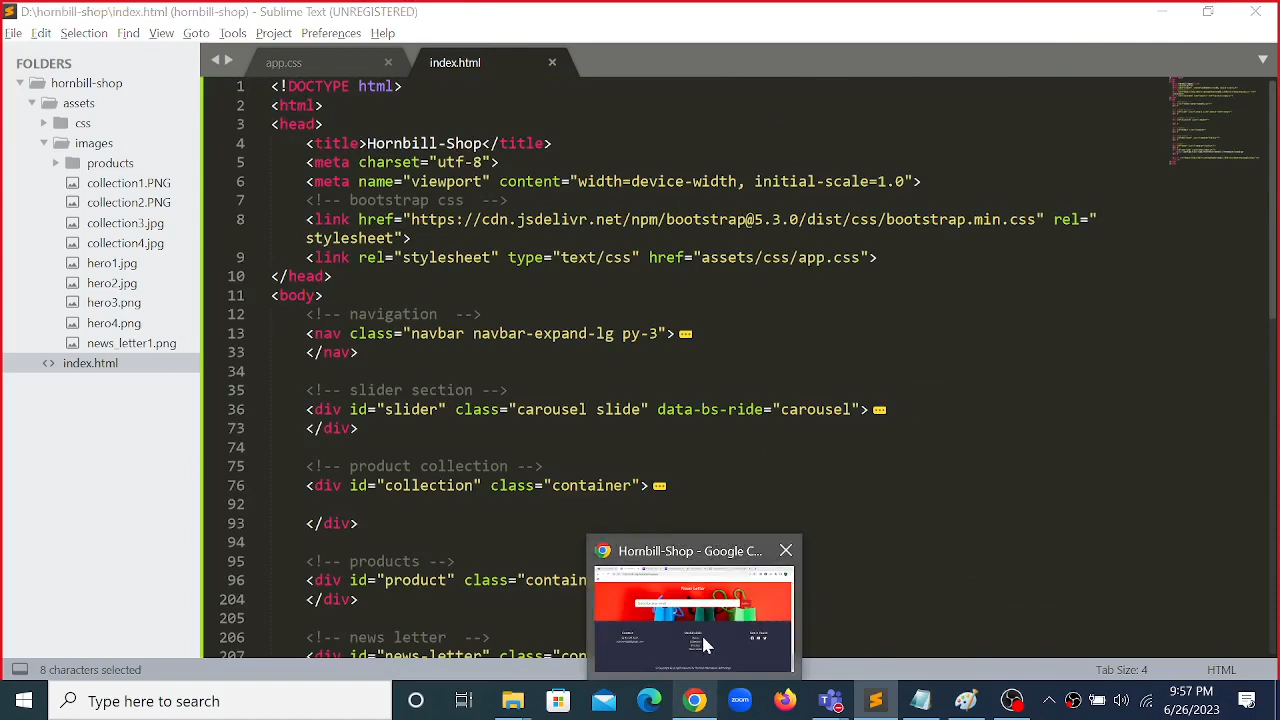 D:\hornbill-shop\index.html (hornbill-shop) - Sublime Text (UNREGISTERED)
File Edit Selection Find View Goto Tools Project Preferences Help
FOLDERS
hornbill-shop
assets
css
images
collection1.PNG
collection2.PNG
collection3.jpg
collection4.jpg
hero1.jpg
hero2.jpg
hero3.png
hero4.png
news_letter1.png
index.html
app.css
index.html
1 <!DOCTYPE html>
2 <html>
3 <head>
4 <title>Hornbill-Shop</title>
5 <meta charset="utf-8">
6 <meta name="viewport" content="width=device-width, initial-scale=1.0">
7 <!-- bootstrap css -->
8 <link href="https://cdn.jsdelivr.net/npm/bootstrap@5.3.0/dist/css/bootstrap.min.css" rel="
stylesheet">
9 <link rel="stylesheet" type="text/css" href="assets/css/app.css">
10 </head>
11 <body>
12 <!-- navigation -->
13 <nav class="navbar navbar-expand-lg py-3">
33 </nav>
34
35 <!-- slider section -->
36 <div id="slider" class="carousel slide" data-bs-ride="carousel">
73 </div>
74
75 <!-- product collection -->
76 <div id="collection" class="container">
92
93 </div>
94
95 <!-- products -->
96 <div id="product" class="contain
204 </div>
205
206 <!-- news letter -->
207 <div id="news_letter" class="con
Hornbill-Shop - Google C...
8 characters selected
Tab Size: 4
HTML
Type here to search
zoom
9:57 PM
6/26/2023